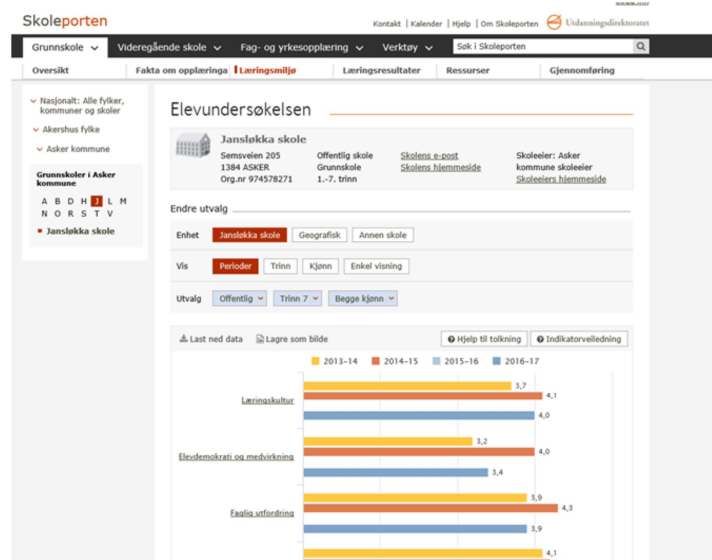 Skoleporten
Kontakt | Kalender | Hjelp | Om Skoleporten
Utdanningsdirektoratet
Grunnskole Videregående skole Fag- og yrkesopplæring Verktøy Søk i Skoleporten
Oversikt Fakta om opplæringa Læringsmiljø Læringsresultater Ressurser Gjennomføring
Nasjonalt: Alle fylker,
kommuner og skoler
Akershus fylke
Asker kommune
Grunnskoler i Asker
kommune
A B D H J L M
N O R S T V
Jansløkka skole
Elevundersøkelsen
Jansløkka skole
Semsveien 205
1384 ASKER
Org.nr 974578271
Offentlig skole
Grunnskole
1.-7. trinn
Skolens e-post
Skolens hjemmeside
Skoleeier: Asker
kommune skoleeier
Skoleeiers hjemmeside
Endre utvalg
Enhet Jansløkka skole Geografisk Annen skole
Vis Perioder Trinn Kjønn Enkel visning
Utvalg Offentlig Trinn 7 Begge kjønn
Last ned data Lagre som bilde Hjelp til tolkning Indikatorveiledning
2013-14 2014-15 2015-16 2016-17
Læringskultur
3,7
4,1
4,0
Elevdemokrati og medvirkning
3,2
4,0
3,4
Faglig utfordring
3,9
4,3
3,9
4,1